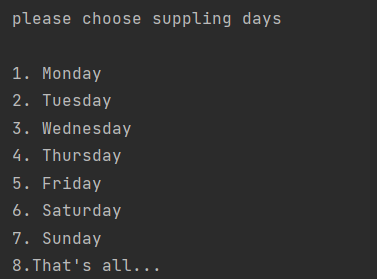 please choose suppling days
1. Monday
2. Tuesday
3. Wednesday
4. Thursday
5. Friday
6. Saturday
7. Sunday
8.That's all...